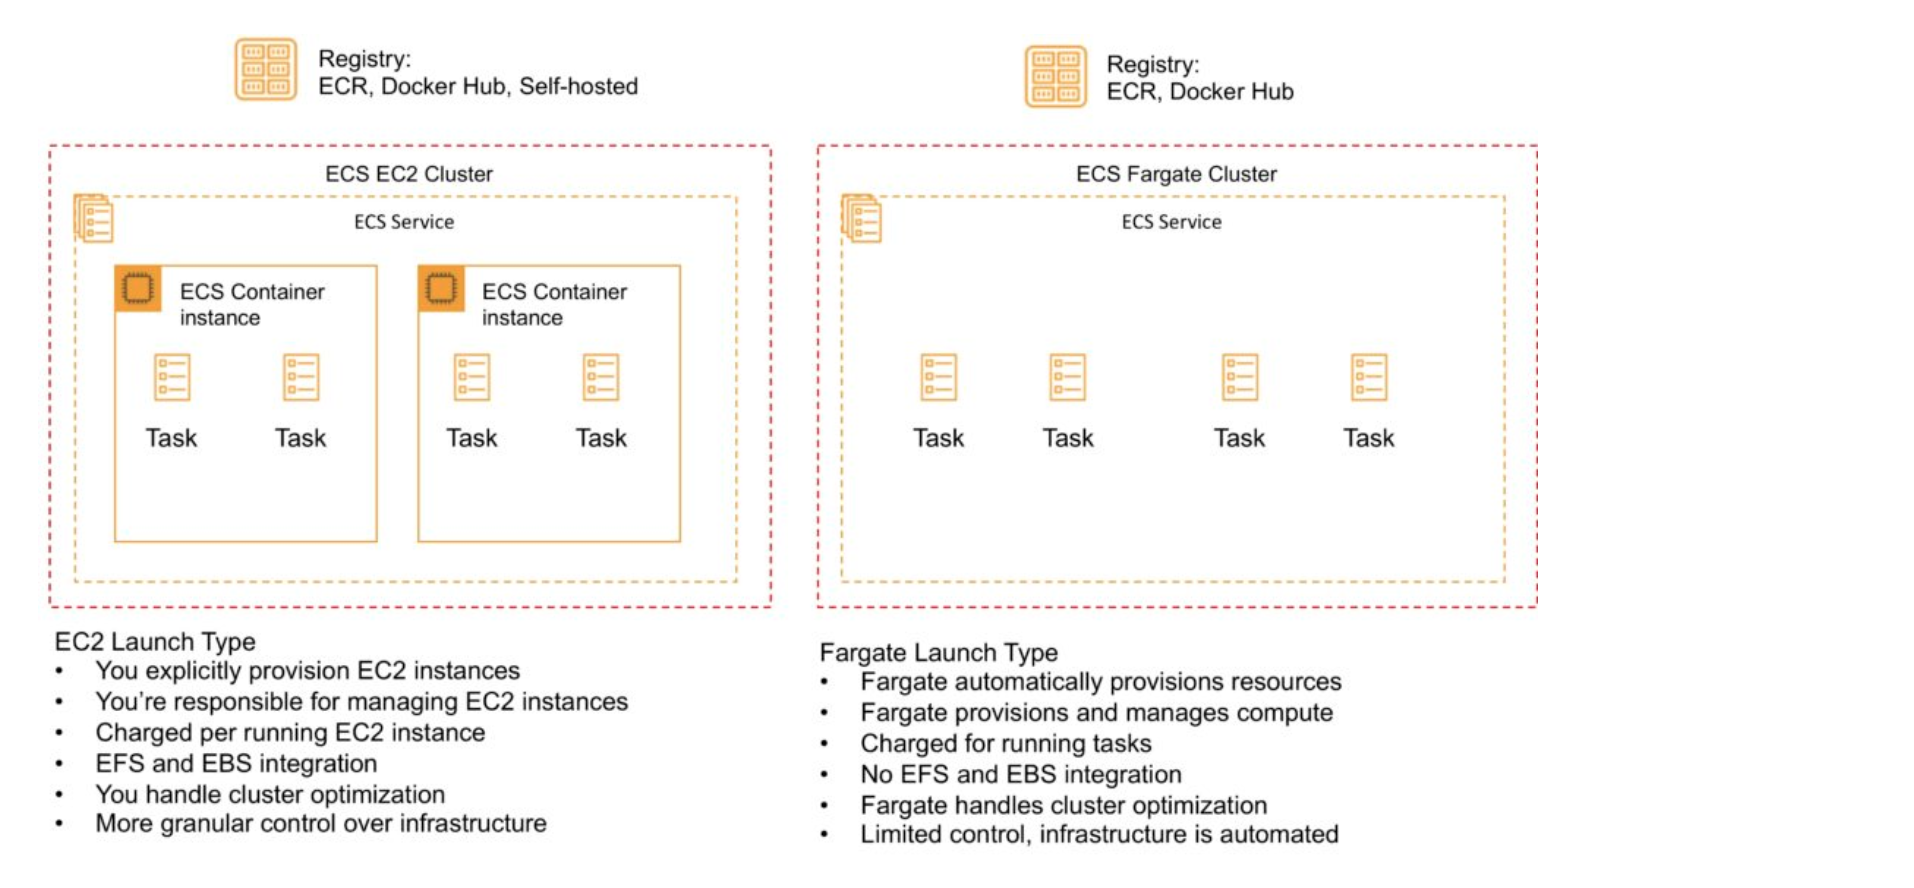 Registry:
ECR, Docker Hub, Self-hosted
ECS EC2 Cluster
ECS Service
ECS Container
instance
Task
Task
ECS Container
instance
Task
Task
EC2 Launch Type
• You explicitly provision EC2 instances
• You’re responsible for managing EC2 instances
• Charged per running EC2 instance
• EFS and EBS integration
• You handle cluster optimization
• More granular control over infrastructure
Registry:
ECR, Docker Hub
ECS Fargate Cluster
ECS Service
Task
Task
Task
Task
Fargate Launch Type
• Fargate automatically provisions resources
• Fargate provisions and manages compute
• Charged for running tasks
• No EFS and EBS integration
• Fargate handles cluster optimization
• Limited control, infrastructure is automated